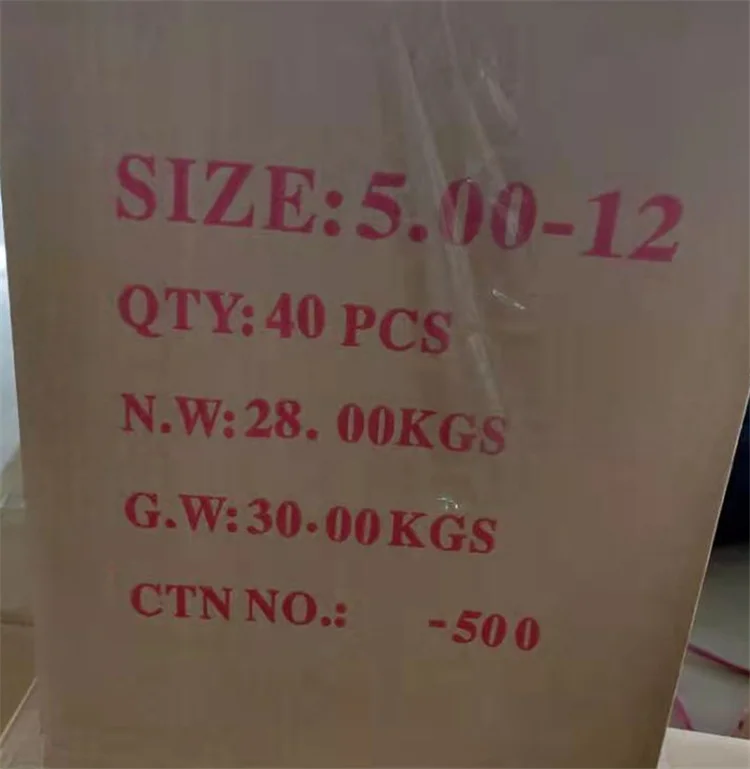 SIZE:5.00-12
QTY:40 PCS
N.W:28. 00KGS
G.W:30.00KGS
CTN NO.: -500